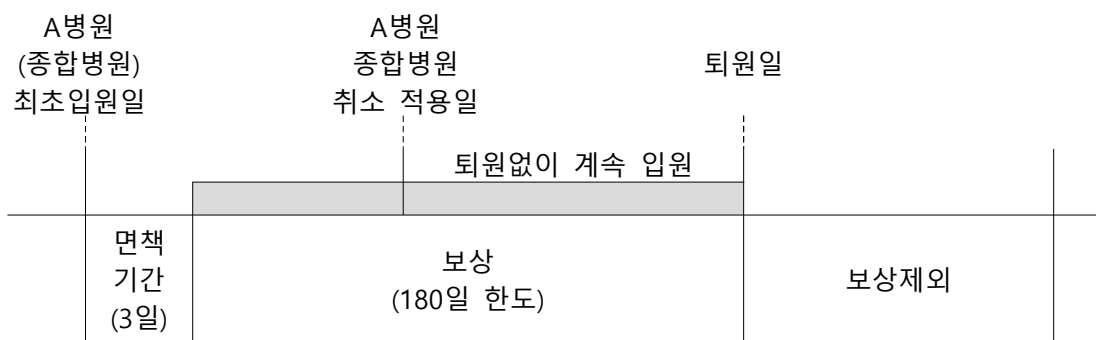 A병원
(종합병원)
최초입원일
A병원
종합병원
취소 적용일
퇴원일
퇴원없이 계속 입원
면책
기간
(3일)
보상
(180일 한도)
보상제외